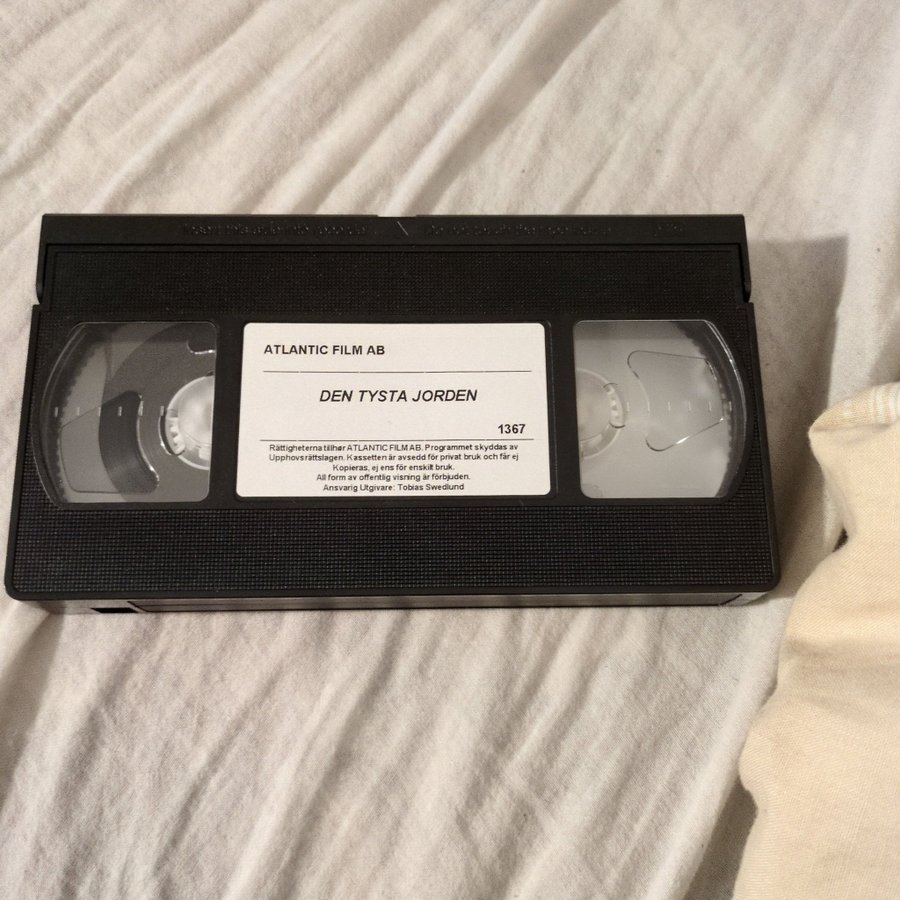 ATLANTIC FILM AB
DEN TYSTA JORDEN
1367
Rättigheterna tillhør ATLANTIC FILM AB. Programmet skyddas av
Upphovsrättslagen. Kassetten är avsedd för privat bruk och får ej
Kopieras, ej ens för enskilt bruk.
All form av offentlig visning är förbjuden.
Ansvarig Utgivare: Tobias Swedlund